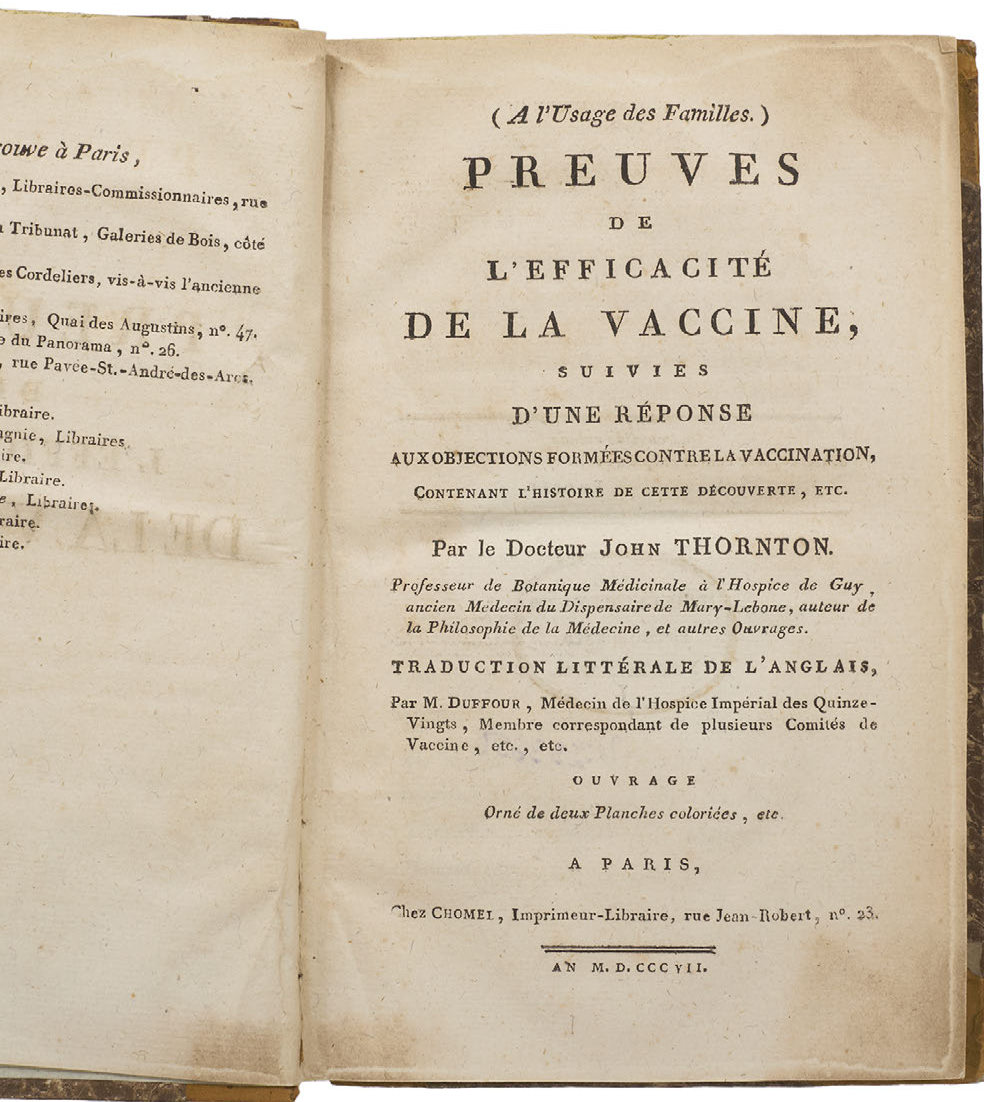 rouve à Paris,
, Libraires-Commissionnaires, rue
Tribunat, Galeries de Bois, côté
es Cordeliers, vis-à-vis l'ancienne
ires, Quai des Augustins, n°. 47.
du Panorama, n°. 26.
, rue Pavée-St.-André-des-Arcs.
ibraire.
agnie, Libraires.
ire.
Libraire.
, Libraires.
raire.
ire.
(A l'Usage des Familles.)
PREUVES
DE
L'EFFICACITÉ
DE LA VACCINE,
SUIVIES
D'UNE RÉPONSE
AUX OBJECTIONS FORMÉES CONTRE LA VACCINATION,
CONTENANT L'HISTOIRE DE CETTE DÉCOUVERTE, ETC.
Par le Docteur JOHN THORNTON.
Professeur de Botanique Médicinale à l'Hospice de Guy,
ancien Medecin du Dispensaire de Mary-Lebone, auteur de
la Philosophie de la Médecine, et autres Ouvrages.
TRADUCTION LITTÉRALE DE L'ANGLAIS,
Par M. DUFFOUR, Médecin de l'Hospice Impérial des Quinze-
Vingts, Membre correspondant de plusieurs Comités de
Vaccine, etc., etc.
OUVRAGE
Orné de deux Planches coloriées, etc.
A PARIS,
Chez CHOMEL, Imprimeur-Libraire, rue Jean-Robert, n°. 23.
AN M. D. CCC VII.